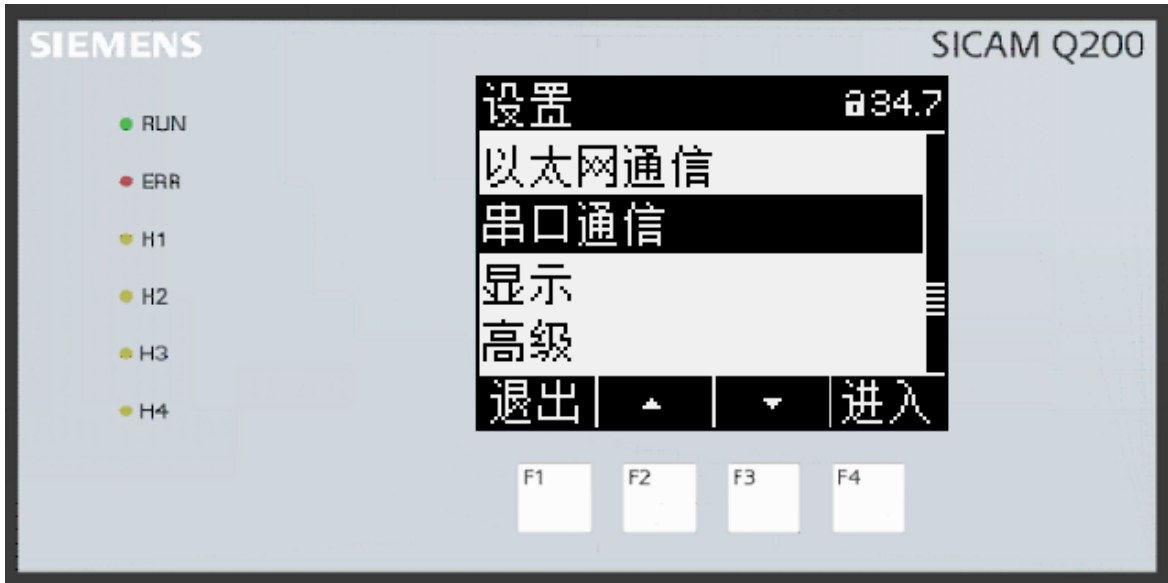 SIEMENS
SICAM Q200
RUN
ERR
H1
H2
H3
H4
设置 34.7
以太网通信
串口通信
显示
高级
退出 进入
F1 F2 F3 F4